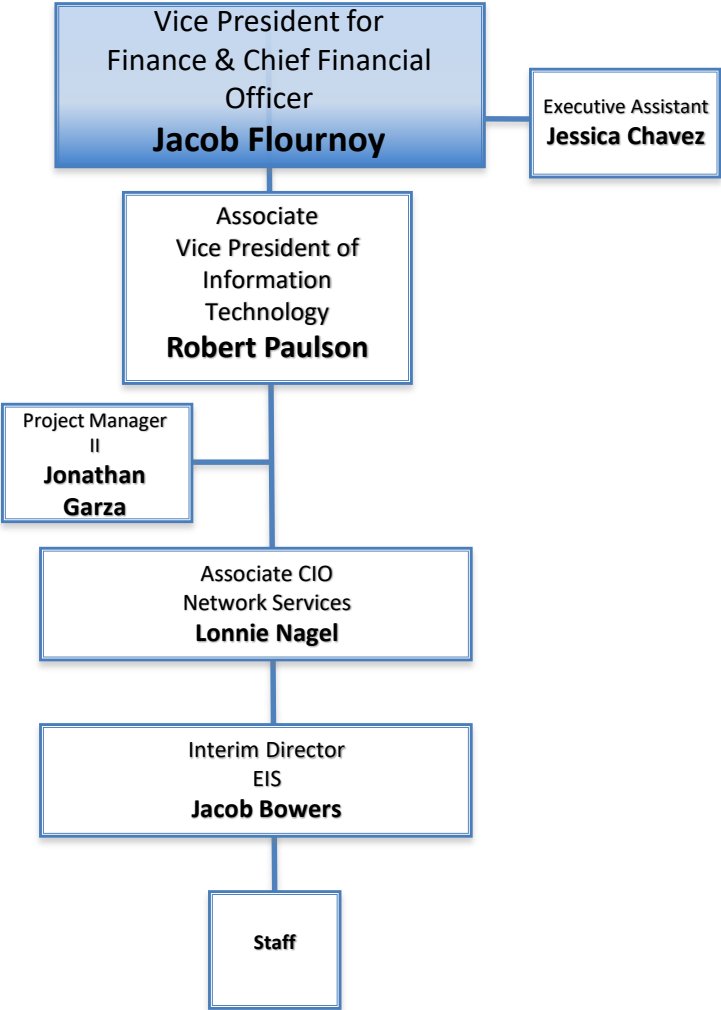 Vice President for
Finance & Chief Financial
Officer
Jacob Flournoy
Executive Assistant
Jessica Chavez
Associate
Vice President of
Information
Technology
Robert Paulson
Project Manager
II
Jonathan
Garza
Associate CIO
Network Services
Lonnie Nagel
Interim Director
EIS
Jacob Bowers
Staff